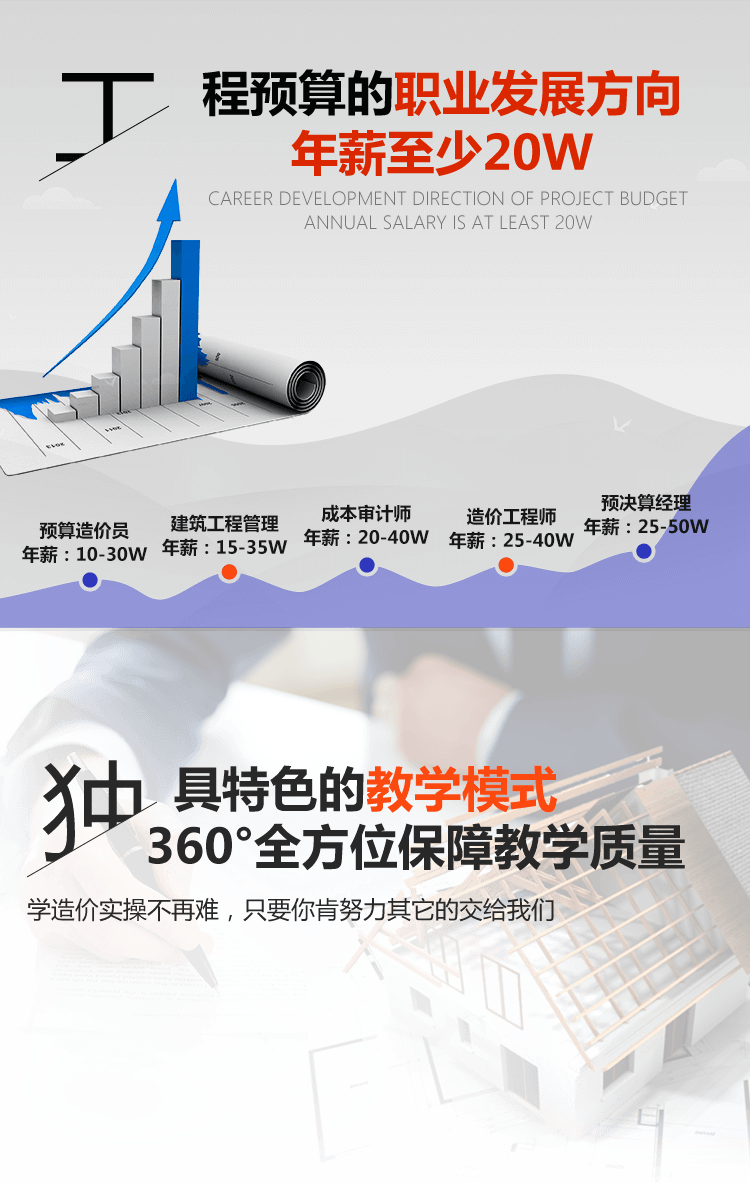 工程预算的职业发展方向
年薪至少20W
CAREER DEVELOPMENT DIRECTION OF PROJECT BUDGET
ANNUAL SALARY IS AT LEAST 20W
2013
2011
预算造价员
年薪：10-30W
建筑工程管理
年薪：15-35W
成本审计师
年薪：20-40W
造价工程师
年薪：25-40W
预决算经理
年薪：25-50W
独具特色的教学模式
360°全方位保障教学质量
学造价实操不再难，只要你肯努力其它的交给我们